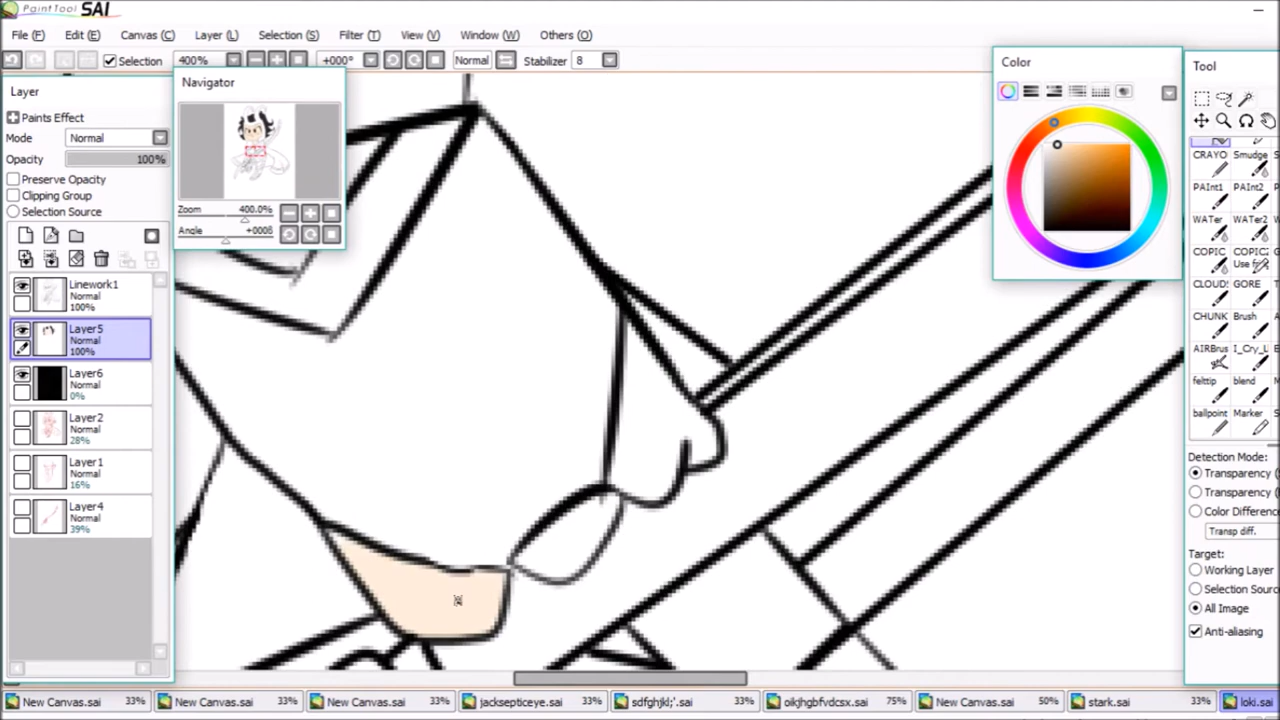 PaintTool SAI
File (F) Edit (E) Canvas (C) Layer (L) Selection (S) Filter (T) View (V) Window (W) Others (O)
Selection 400% +000° Normal Stabilizer 8
Layer
Paints Effect
Mode Normal
Opacity 100%
Preserve Opacity
Clipping Group
Selection Source
Linework1
Normal
100%
Layer5
Normal
100%
Layer6
Normal
0%
Layer2
Normal
28%
Layer1
Normal
16%
Layer4
Normal
39%
Navigator
Zoom 400.0%
Angle
Color
Tool
CRAYO Smudge
PAInt1 PAInt2
WATer WATer2
COPIC COPIC2
Use f
CLOUD: GORE
CHUNK Brush
AIRBrus I_Cry_L
felttip blend
ballpoint Marker
Detection Mode:
Transparency (
Transparency (
Color Difference
Transp diff.
Target:
Working Layer
Selection Sourc
All Image
Anti-aliasing
New Canvas.sai 33% New Canvas.sai 33% New Canvas.sai 33% jacksepticeye.sai 33% sdfghjkl;'.sai 33% oikjhgbfvdcsx.sai 75% New Canvas.sai 50% stark.sai 33% loki.sai